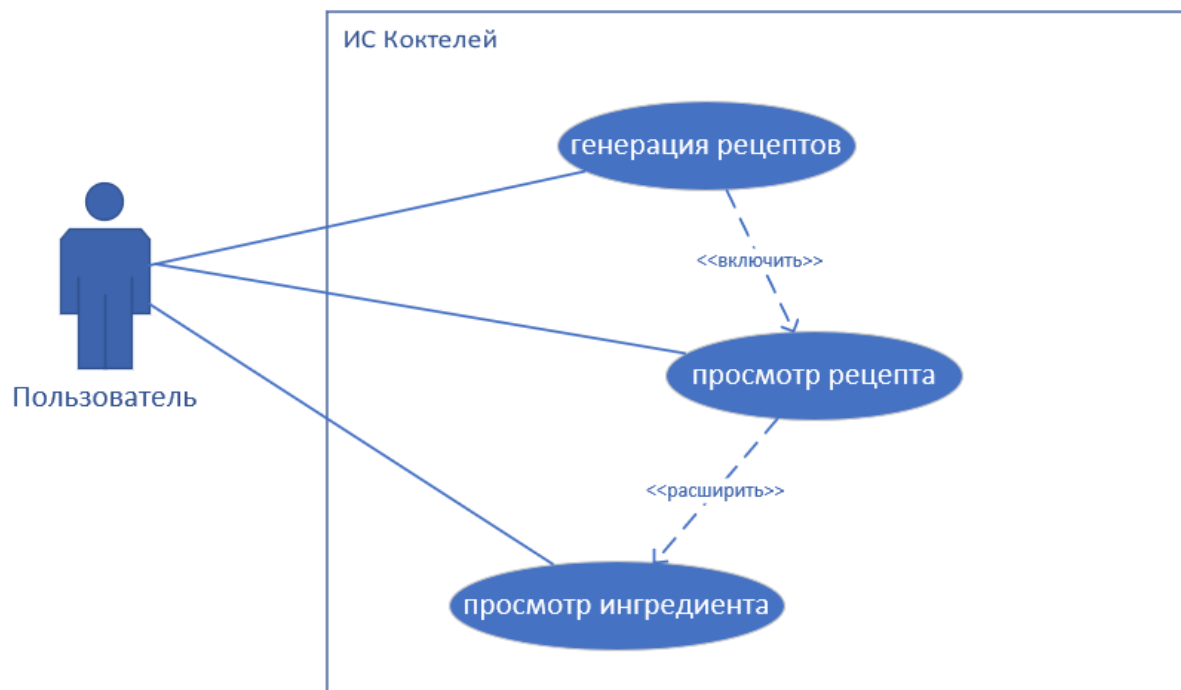 ИС Коктелей
генерация рецептов
<<включить>>
просмотр рецепта
Пользователь
<<расширить>>
просмотр ингредиента